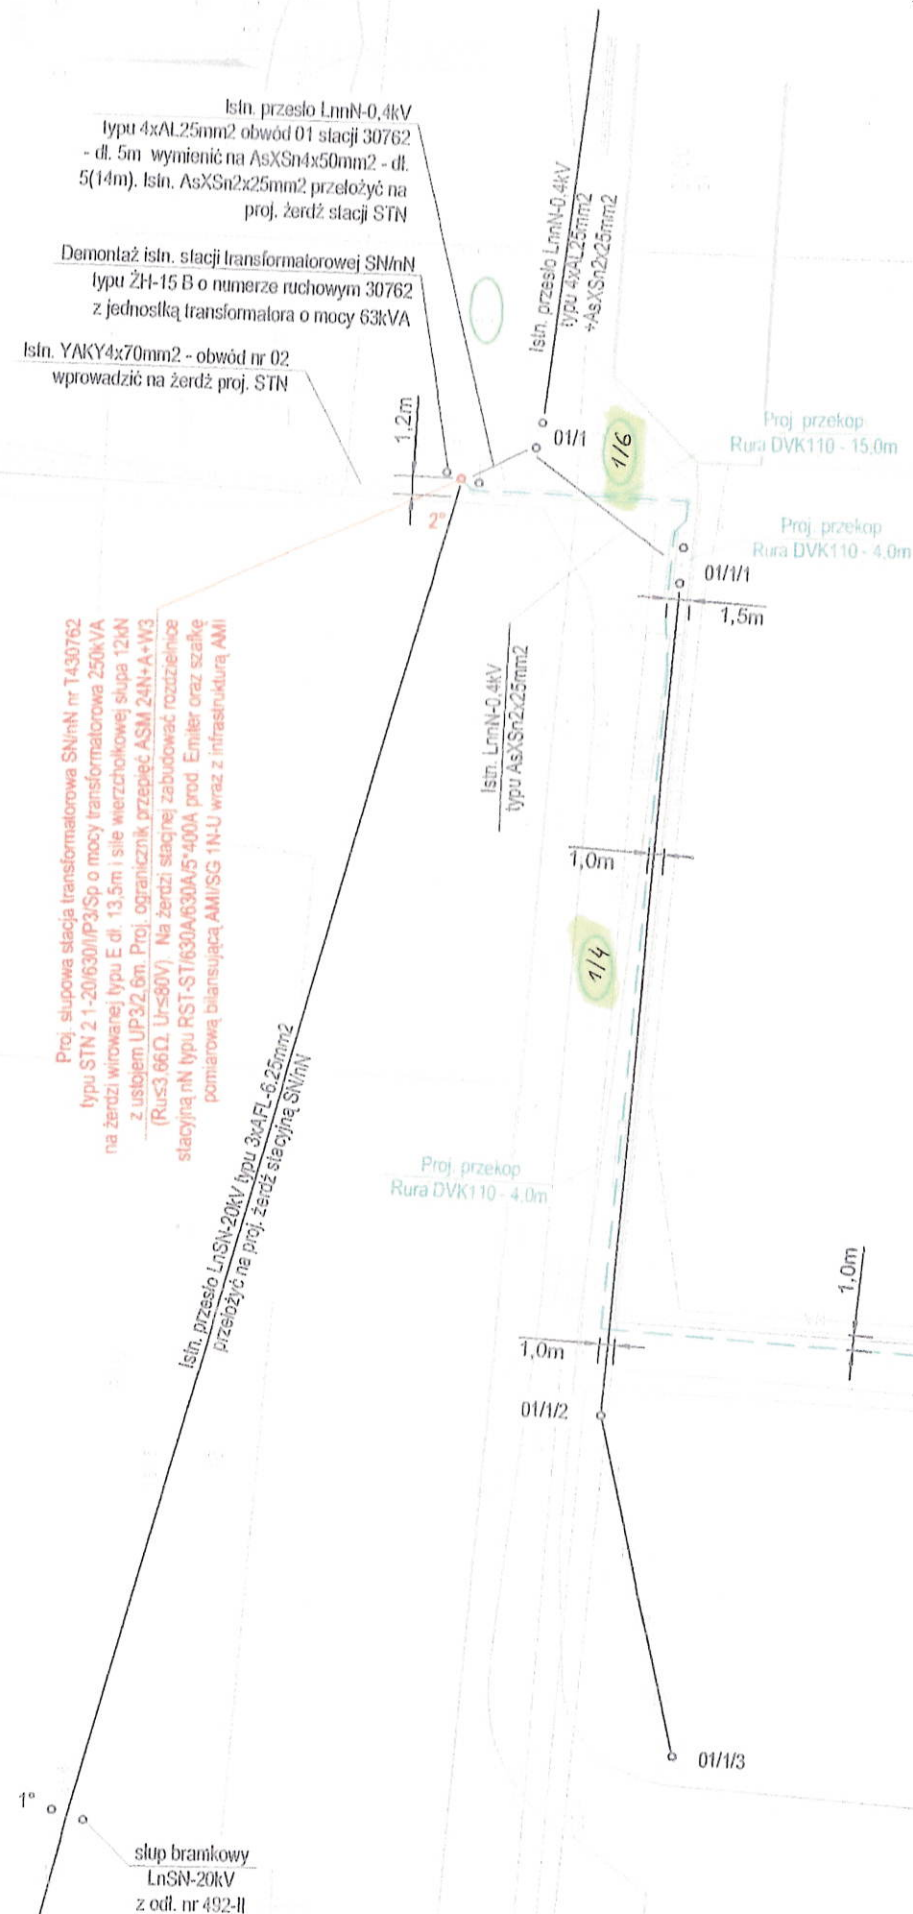 Istn. przesło LnnN-0,4kV
typu 4xAL25mm2 obwód 01 stacji 30762
- dł. 5m wymienić na AsXSn4x50mm2 - dł.
5(14m). Istn. AsXSn2x25mm2 przełożyć na
proj. żerdź stacji STN
Demontaż istn. stacji transformatorowej SN/nN
typu ŻH-15 B o numerze ruchowym 30762
z jednostką transformatora o mocy 63kVA
Istn. YAKY4x70mm2 - obwód nr 02
wprowadzić na żerdź proj. STN
1,2m
2°
Istn. przesło LnnN-0,4kV
typu 4xAL25mm2
+AsXSn2x25mm2
01/1
1/6
Proj. przekop
Rura DVK110 - 15,0m
Proj. przekop
Rura DVK110 - 4,0m
01/1/1
1,5m
Istn. LnnN-0,4kV
typu AsXSn2x25mm2
Proj. słupowa stacja transformatorowa SN/nN nr T430762
typu STN 2 1-20/630/I/P3/Sp o mocy transformatorowa 250kVA
na żerdzi wirowanej typu E dł. 13,5m i sile wierzchołkowej słupa 12kN
z ustojem UP3/2,6m. Proj. ogranicznik przepięć ASM 24N+A+W3
(Ru≤3,66Ω, Ur≤80V). Na żerdzi stacjnej zabudować rozdzielnice
stacyjną nN typu RST-ST/630A/630A/5*400A prod Emiter oraz szafkę
pomiarową bilansującą AMI/SG 1N-U wraz z infrastrukturą AMI
1,0m
1/4
Istn. przesło LnSN-20kV typu 3xAFL-6,25mm2
przełożyć na proj. żerdź stacyjną SN/nN
Proj. przekop
Rura DVK110 - 4,0m
1,0m
1,0m
01/1/2
01/1/3
1°
słup bramkowy
LnSN-20kV
z odł. nr 492-II